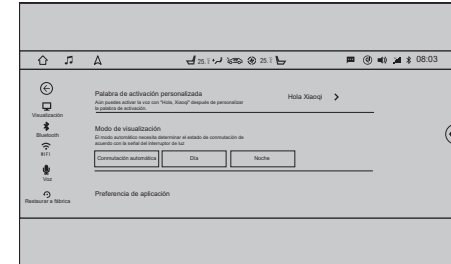 25.5
25.5
08:03
Palabra de activación personalizada
Aún puedes activar la voz con "Hola, Xiaoqi" después de personalizar
la palabra de activación.
Hola Xiaoqi
Visualización
Bluetooth
WIFI
Voz
Restaurar a fábrica
Modo de visualización
El modo automático necesita determinar el estado de conmutación de
acuerdo con la señal del interruptor de luz
Conmutación automática
Día
Noche
Preferencia de aplicación